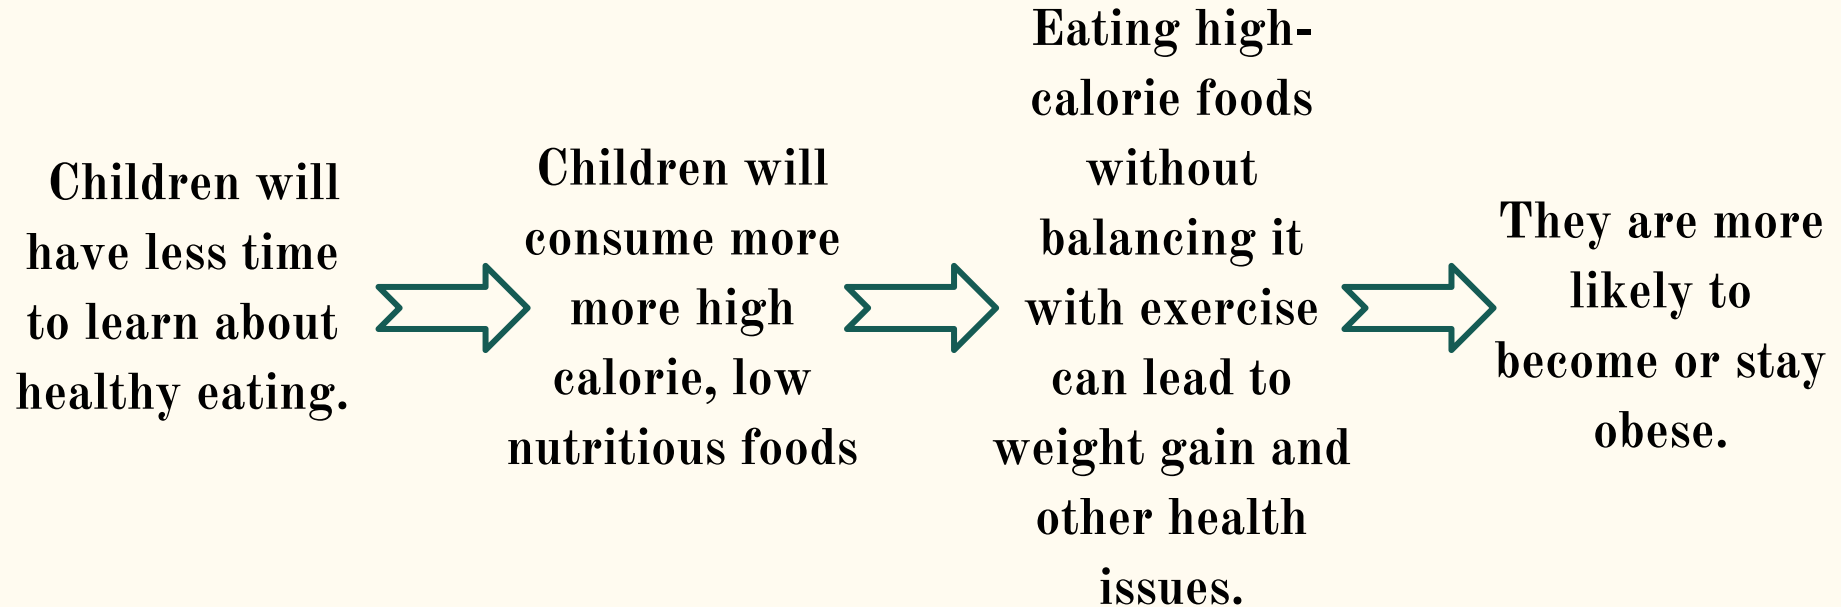 Children will
have less time
to learn about
healthy eating.
Children will
consume more
more high
calorie, low
nutritious foods
Eating high-
calorie foods
without
balancing it
with exercise
can lead to
weight gain and
other health
issues.
They are more
likely to
become or stay
obese.